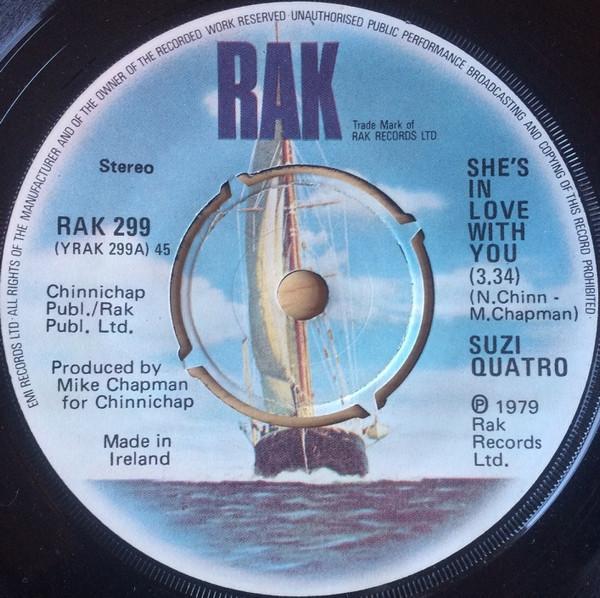 EMI RECORDS LTD·ALL RIGHTS OF THE MANUFACTURER AND OF THE OWNER OF THE RECORDED WORK RESERVED UNAUTHORISED PUBLIC PERFORMANCE BROADCASTING AND COPYING OF THIS RECORD PROHIBITED·
RAK
Trade Mark of
RAK RECORDS LTD
Stereo
RAK 299
(YRAK 299A) 45
Chinnichap
Publ./Rak
Publ. Ltd.
Produced by
Mike Chapman
for Chinnichap
Made in
Ireland
SHE'S
IN
LOVE
WITH
YOU
(3.34)
(N.Chinn -
M.Chapman)
SUZI
QUATRO
℗ 1979
Rak
Records
Ltd.